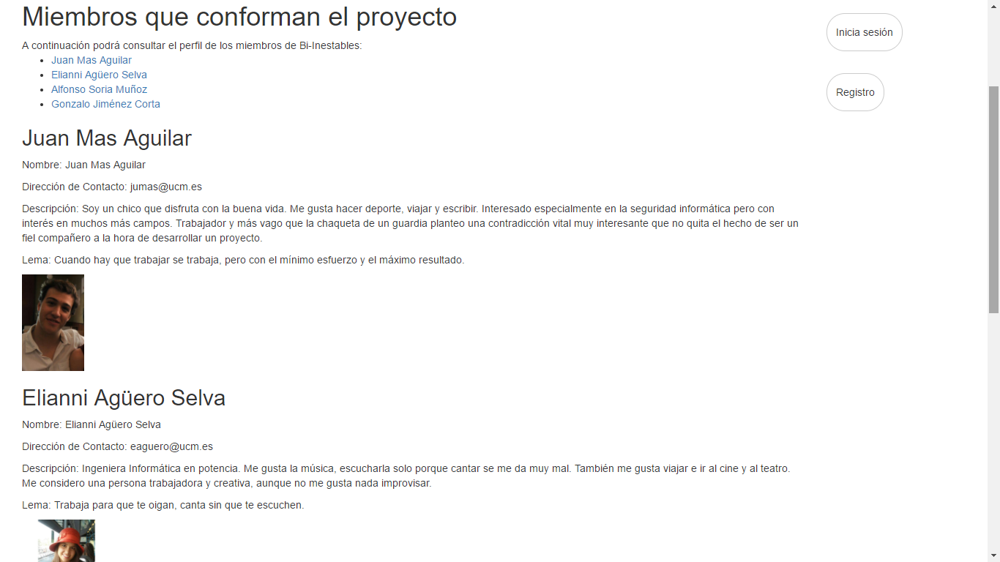 Miembros que conforman el proyecto
A continuación podrá consultar el perfil de los miembros de Bi-Inestables:
Juan Mas Aguilar
Elianni Agüero Selva
Alfonso Soria Muñoz
Gonzalo Jiménez Corta
Inicia sesión
Registro
Juan Mas Aguilar
Nombre: Juan Mas Aguilar
Dirección de Contacto: jumas@ucm.es
Descripción: Soy un chico que disfruta con la buena vida. Me gusta hacer deporte, viajar y escribir. Interesado especialmente en la seguridad informática pero con
interés en muchos más campos. Trabajador y más vago que la chaqueta de un guardia planteo una contradicción vital muy interesante que no quita el hecho de ser un
fiel compañero a la hora de desarrollar un proyecto.
Lema: Cuando hay que trabajar se trabaja, pero con el mínimo esfuerzo y el máximo resultado.
Elianni Agüero Selva
Nombre: Elianni Agüero Selva
Dirección de Contacto: eaguero@ucm.es
Descripción: Ingeniera Informática en potencia. Me gusta la música, escucharla solo porque cantar se me da muy mal. También me gusta viajar e ir al cine y al teatro.
Me considero una persona trabajadora y creativa, aunque no me gusta nada improvisar.
Lema: Trabaja para que te oigan, canta sin que te escuchen.